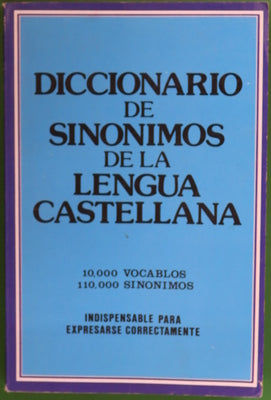 DICCIONARIO
DE
SINONIMOS
DE LA
LENGUA
CASTELLANA
10,000 VOCABLOS
110,000 SINONIMOS
INDISPENSABLE PARA
EXPRESARSE CORRECTAMENTE